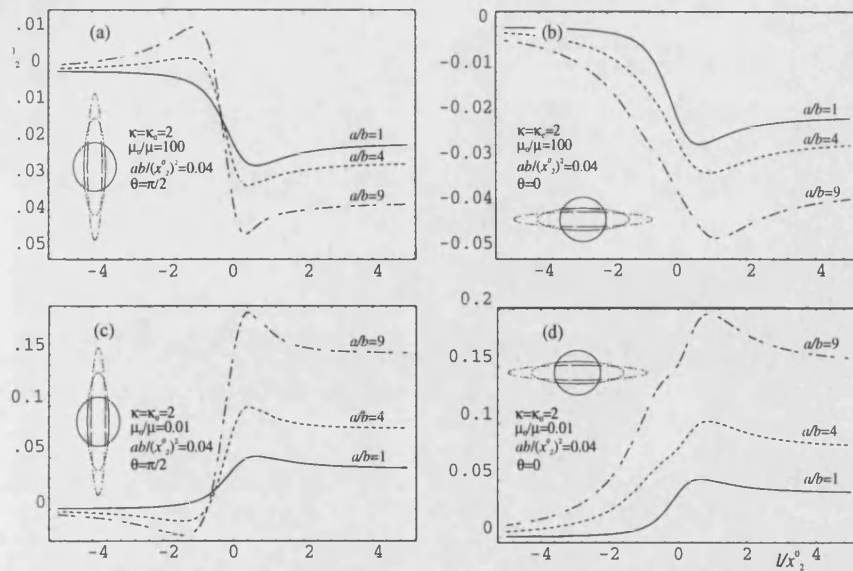 (a)
.01
0
.01
.02
.03
.04
.05
κ=κ₀=2
μ₀/μ=100
ab/(x⁰₂)²=0.04
θ=π/2
a/b=1
a/b=4
a/b=9
-4 -2 0 2 4
(b)
0
-0.01
-0.02
-0.03
-0.04
-0.05
κ=κ₀=2
μ₀/μ=100
ab/(x⁰₂)²=0.04
θ=0
a/b=1
a/b=4
a/b=9
-4 -2 0 2 4
(c)
.15
.10
.05
0
κ=κ₀=2
μ₀/μ=0.01
ab/(x⁰₂)²=0.04
θ=π/2
a/b=9
a/b=4
a/b=1
-4 -2 0 2 4
(d)
0.2
0.15
0.1
0.05
0
κ=κ₀=2
μ₀/μ=0.01
ab/(x⁰₂)²=0.04
θ=0
a/b=9
a/b=4
a/b=1
-4 -2 0 2 4
l/x⁰₂